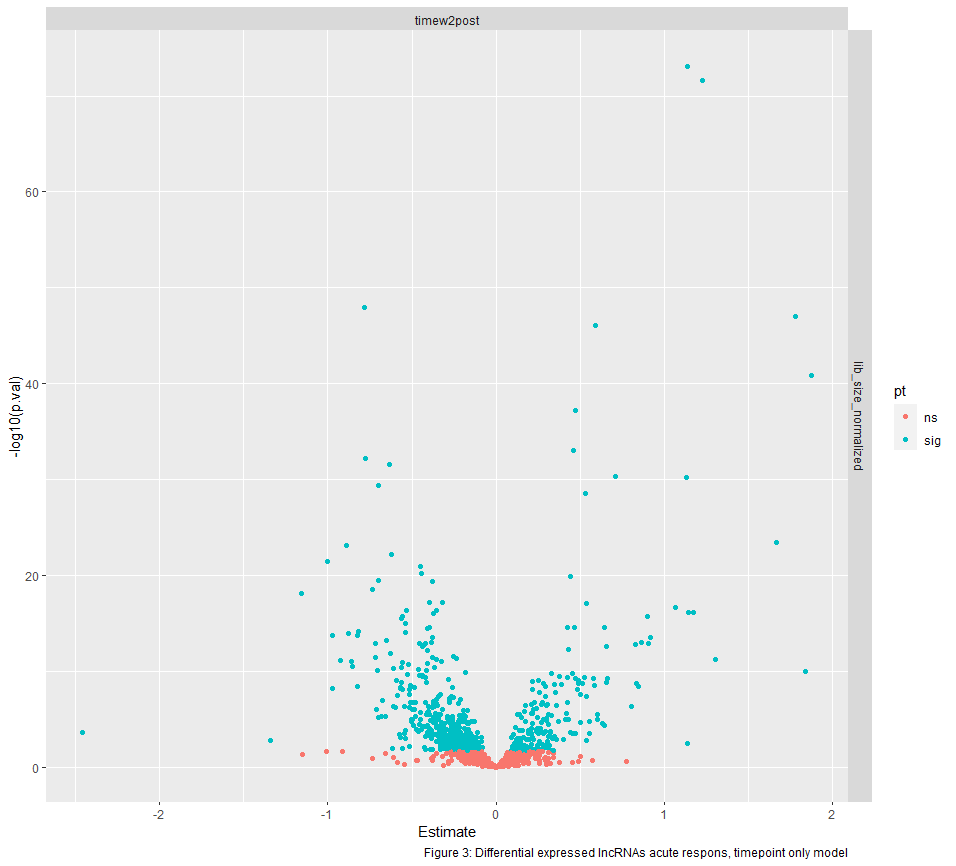 timew2post
60
40
20
0
-log10(p.val)
-2
-1
0
1
2
Estimate
lib_size_normalized
pt
ns
sig
Figure 3: Differential expressed lncRNAs acute respons, timepoint only model